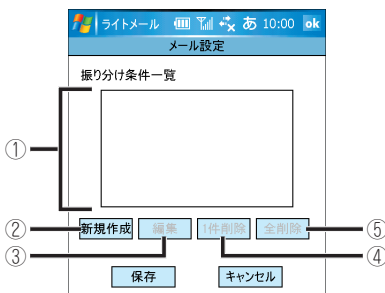 ライトメール あ 10:00 ok
メール設定
振り分け条件一覧
①
② 新規作成 編集 1件削除 全削除 ⑤
③ ④
保存 キャンセル